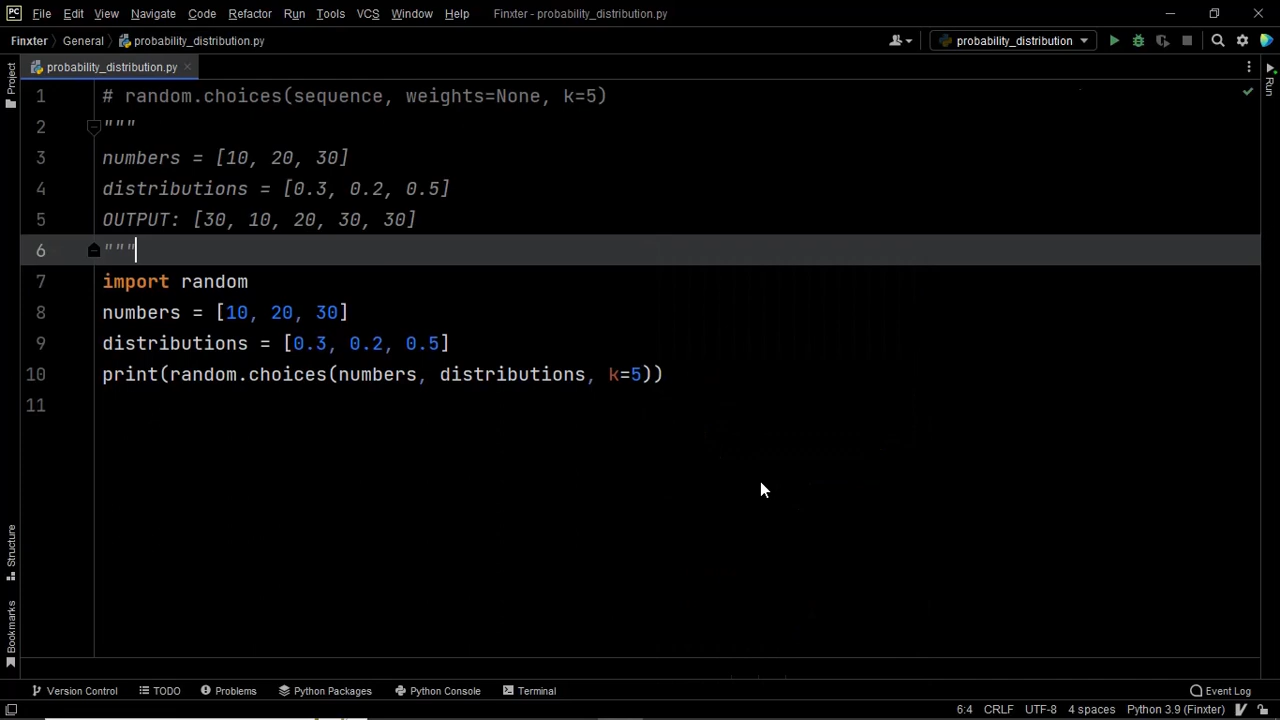 PC File Edit View Navigate Code Refactor Run Tools VCS Window Help Finxter - probability_distribution.py
Finxter General probability_distribution.py probability_distribution
probability_distribution.py
Project
Run
1 # random.choices(sequence, weights=None, k=5)
2 """
3 numbers = [10, 20, 30]
4 distributions = [0.3, 0.2, 0.5]
5 OUTPUT: [30, 10, 20, 30, 30]
6 """
7 import random
8 numbers = [10, 20, 30]
9 distributions = [0.3, 0.2, 0.5]
10 print(random.choices(numbers, distributions, k=5))
11
Structure
Bookmarks
Version Control TODO Problems Python Packages Python Console Terminal Event Log
6:4 CRLF UTF-8 4 spaces Python 3.9 (Finxter)